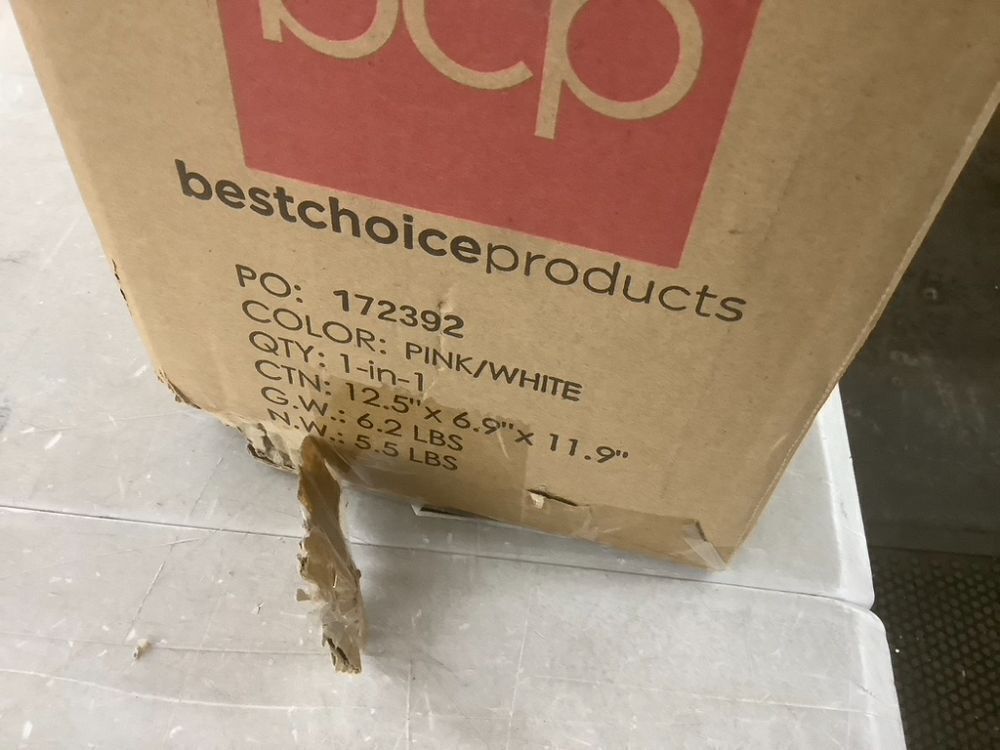 bcp
bestchoiceproducts
PO: 172392
COLOR: PINK/WHITE
QTY: 1-in-1
CTN: 12.5"x 6.9"x 11.9"
G.W.: 6.2 LBS
N.W.: 5.5 LBS